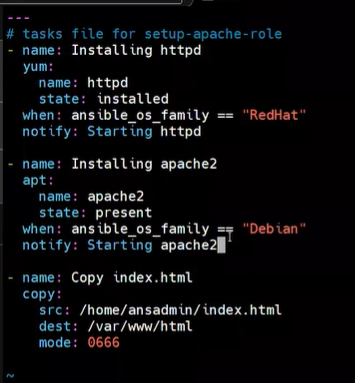 ---
# tasks file for setup-apache-role
- name: Installing httpd
  yum:
    name: httpd
    state: installed
  when: ansible_os_family == "RedHat"
  notify: Starting httpd

- name: Installing apache2
  apt:
    name: apache2
    state: present
  when: ansible_os_family == "Debian"
  notify: Starting apache2

- name: Copy index.html
  copy:
    src: /home/ansadmin/index.html
    dest: /var/www/html
    mode: 0666

~